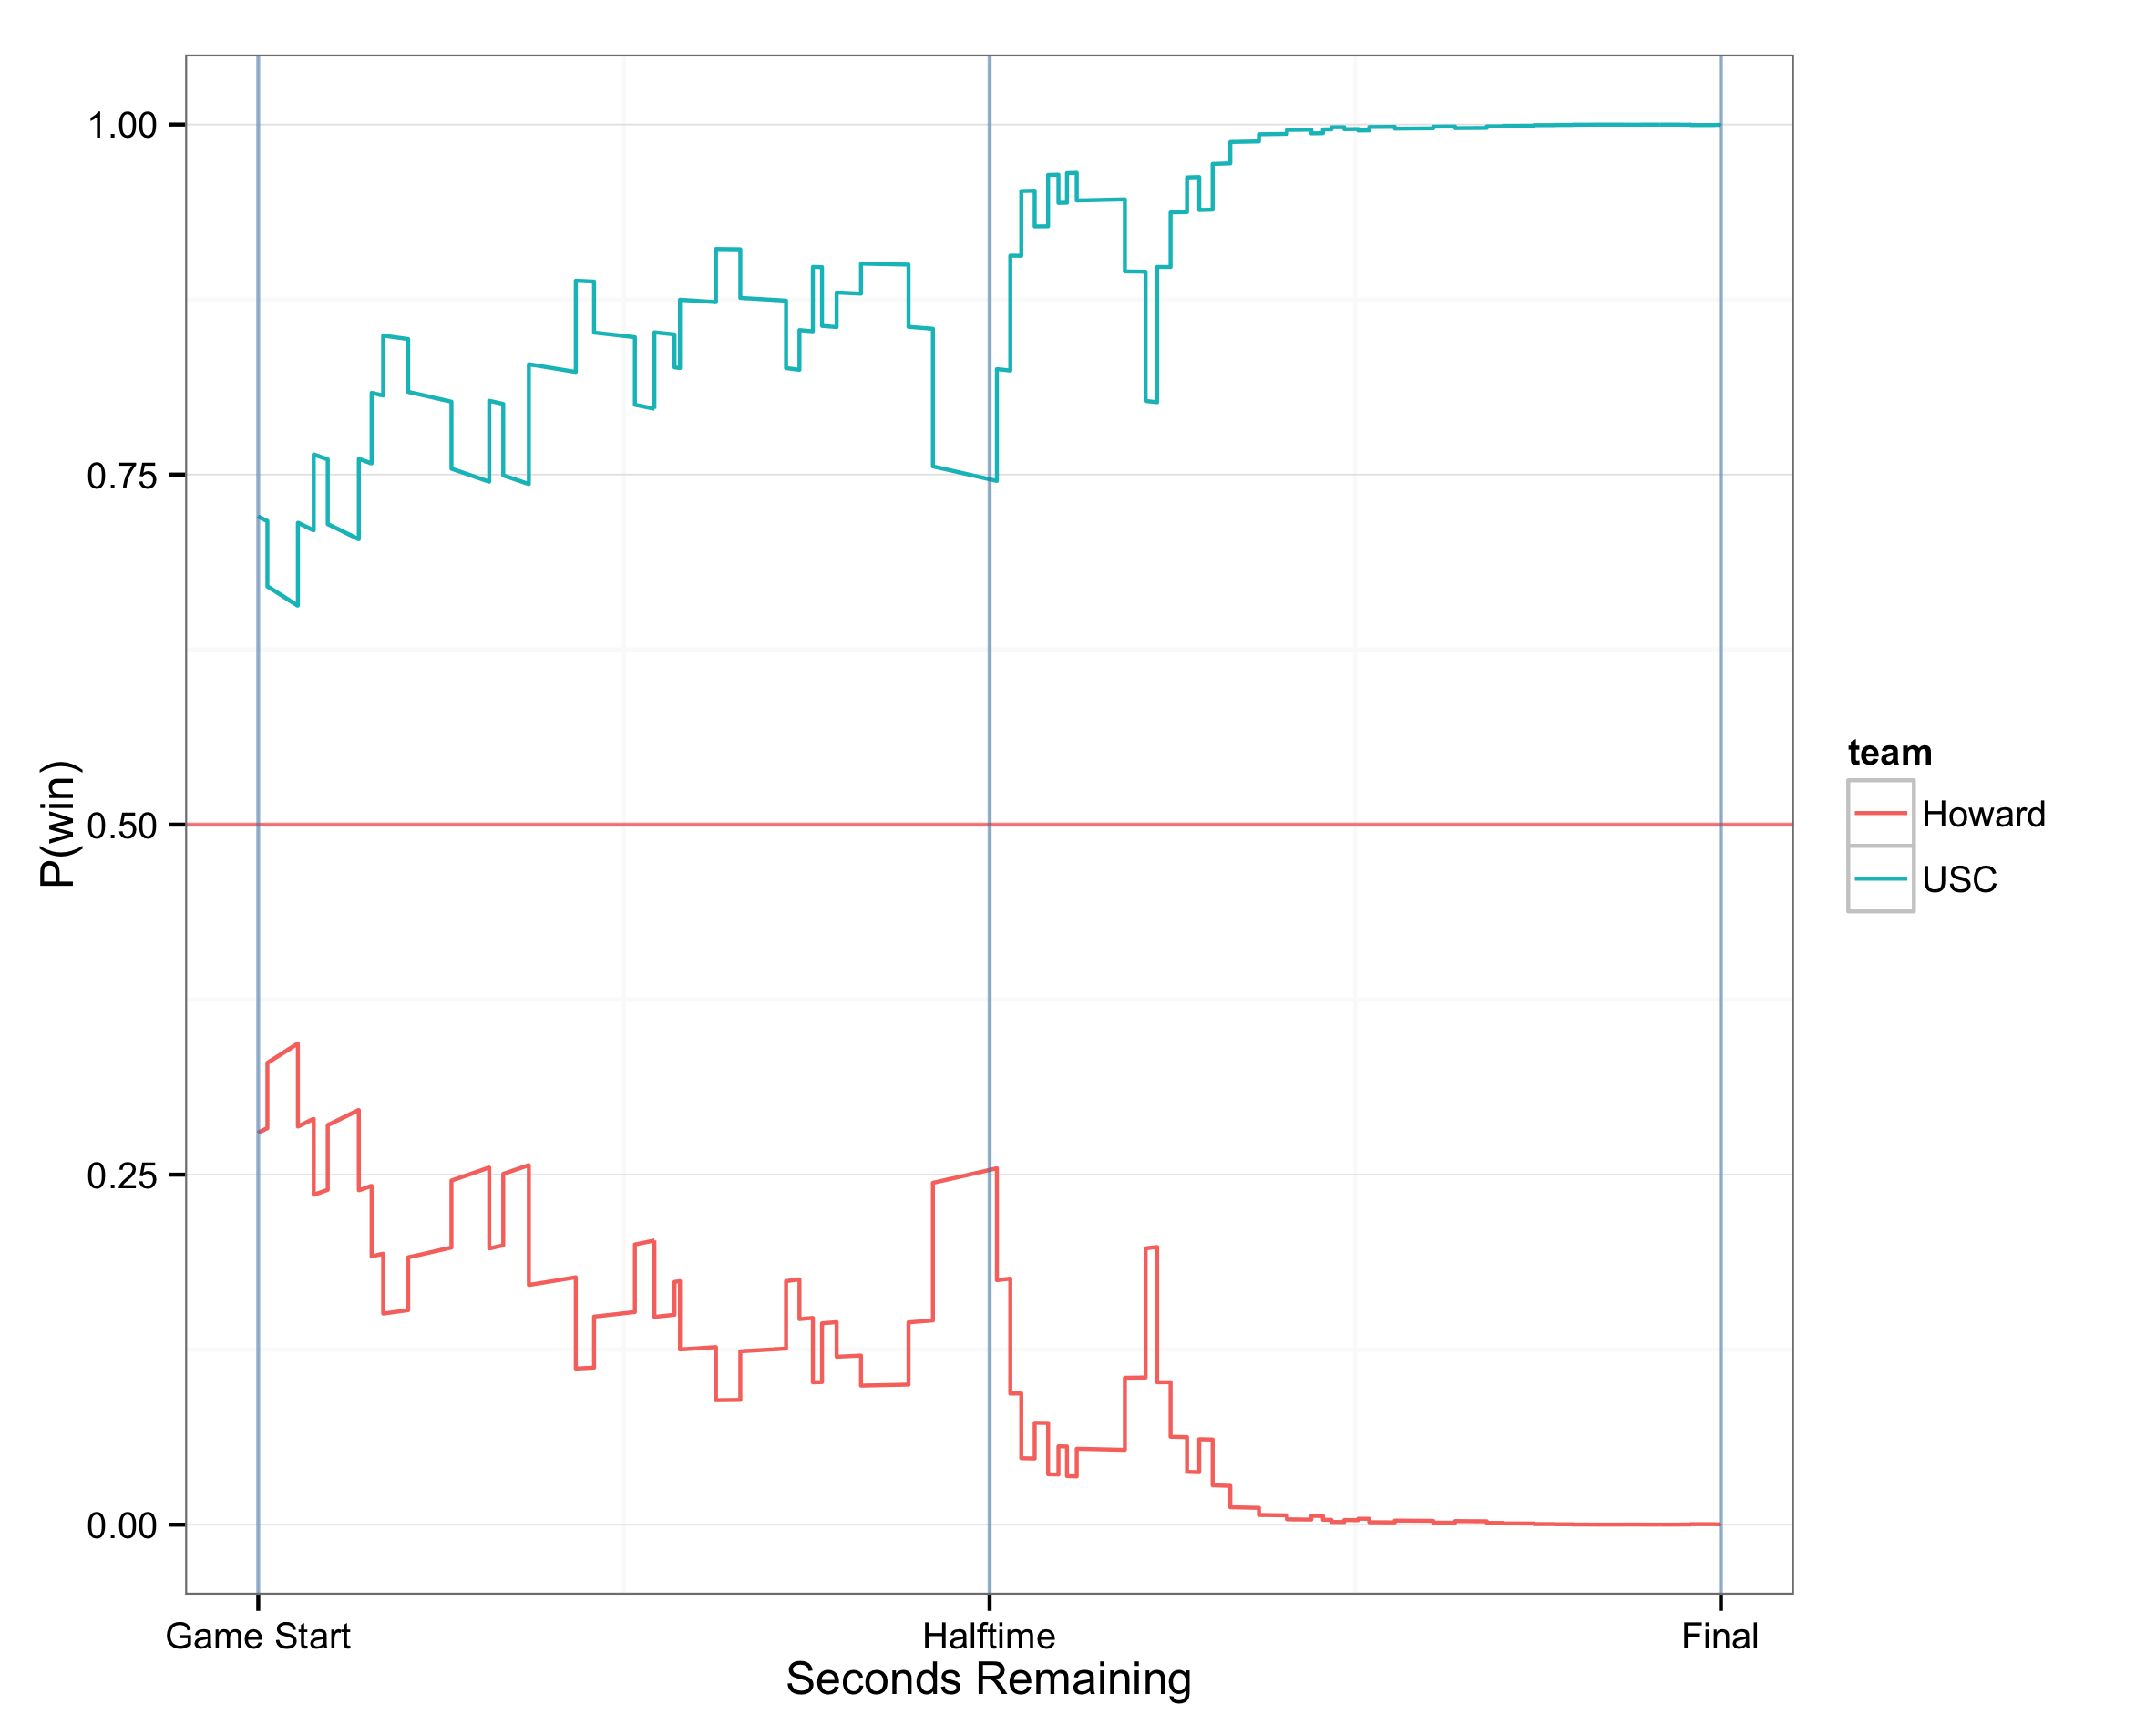 1.00
0.75
0.50
0.25
0.00
P(win)
Game Start
Halftime
Final
Seconds Remaining
team
Howard
USC